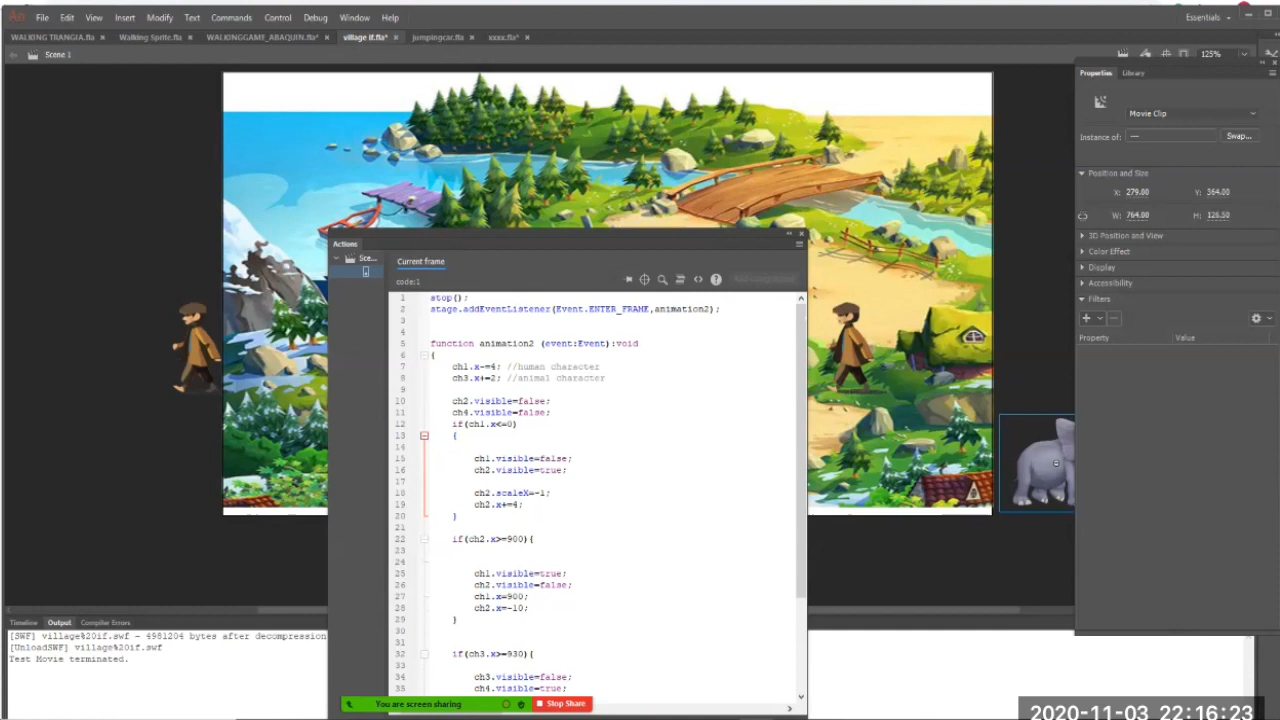 An File Edit View Insert Modify Text Commands Control Debug Window Help Essentials
WALKING TRANGIA.fla × Walking Sprite.fla × WALKINGGAME_ABAQUIN.fla* × village if.fla* × jumpingcar.fla × xxxx.fla* ×
Scene 1 125%
Properties Library
Movie Clip
Instance of: — Swap...
Position and Size
X: 279.00 Y: 364.00
W: 764.00 H: 126.50
3D Position and View
Color Effect
Display
Accessibility
Filters
Property Value
Actions
Sce... Current frame
code:1
1 stop();
2 stage.addEventListener(Event.ENTER_FRAME,animation2);
3
4
5 function animation2 (event:Event):void
6 {
7 ch1.x-=4; //human character
8 ch3.x+=2; //animal character
9
10 ch2.visible=false;
11 ch4.visible=false;
12 if(ch1.x<=0)
13 {
14
15 ch1.visible=false;
16 ch2.visible=true;
17
18 ch2.scaleX=-1;
19 ch2.x+=4;
20 }
21
22 if(ch2.x>=900){
23
24
25 ch1.visible=true;
26 ch2.visible=false;
27 ch1.x=900;
28 ch2.x=-10;
29 }
30
31
32 if(ch3.x>=930){
33
34 ch3.visible=false;
35 ch4.visible=true;
Timeline Output Compiler Errors
[SWF] village%20if.swf - 4981204 bytes after decompression
[UnloadSWF] village%20if.swf
Test Movie terminated.
You are screen sharing Stop Share
2020-11-03 22:16:23